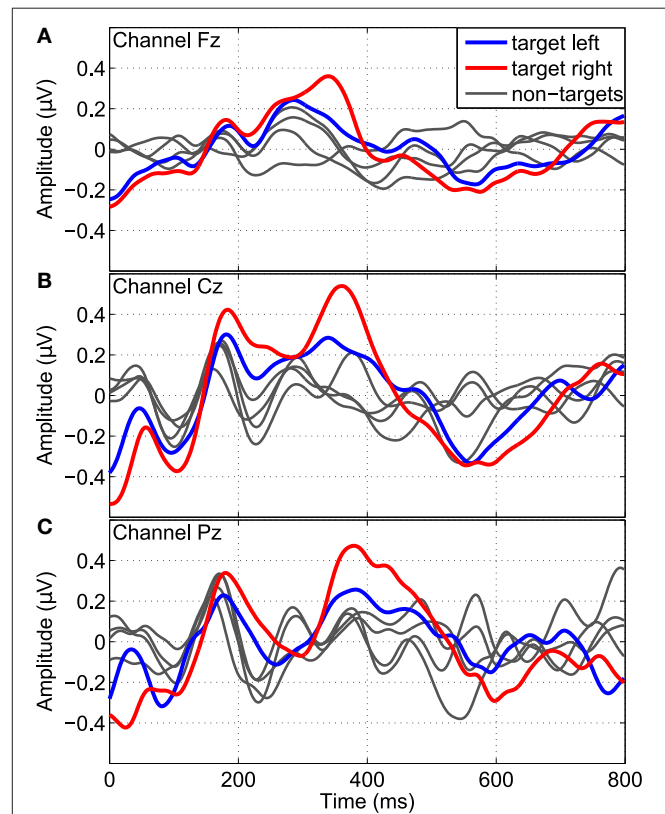 A
Channel Fz
target left
target right
non-targets
Amplitude (µV)
0.4
0.2
0
−0.2
−0.4
B
Channel Cz
Amplitude (µV)
0.4
0.2
0
−0.2
−0.4
C
Channel Pz
Amplitude (µV)
0.4
0.2
0
−0.2
−0.4
0
200
400
600
800
Time (ms)